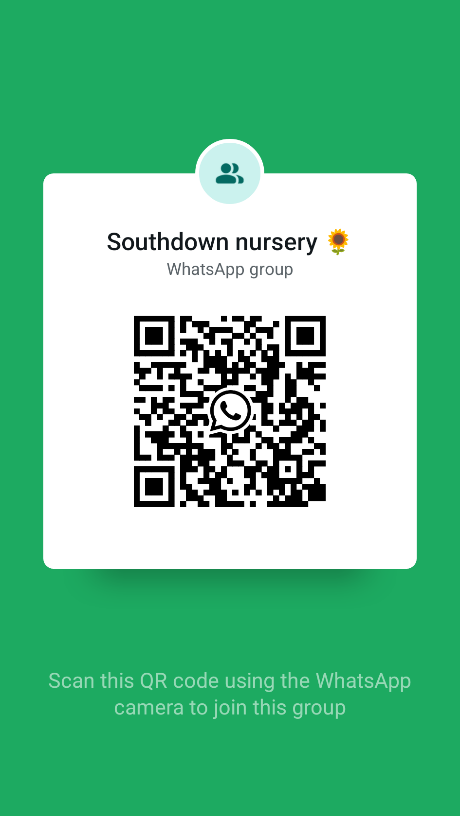 Southdown nursery 🌻
WhatsApp group
Scan this QR code using the WhatsApp
camera to join this group